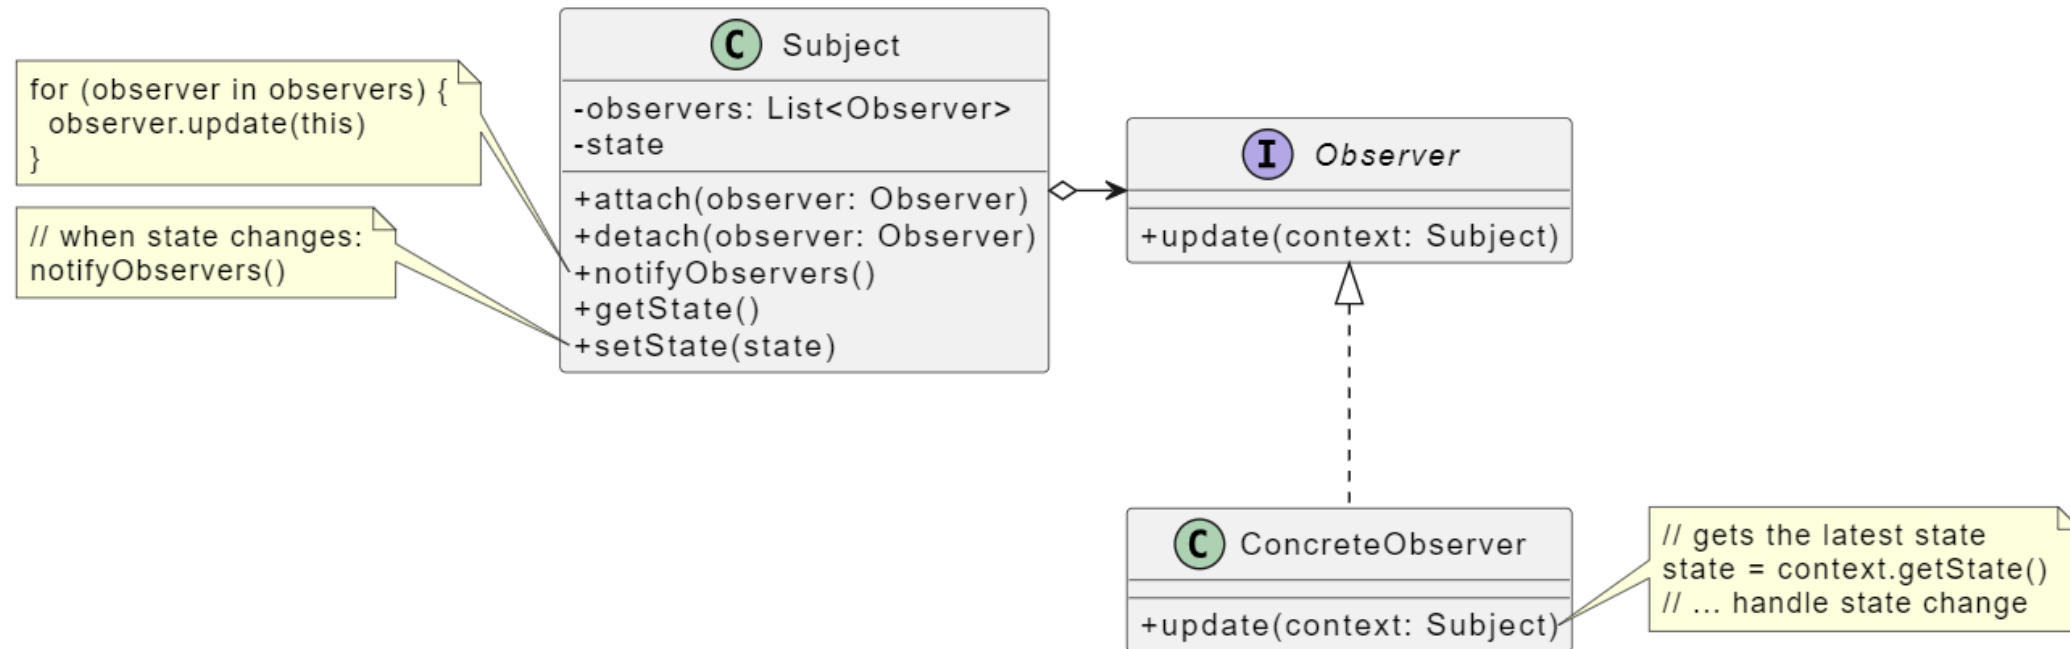 C Subject
for (observer in observers) {
  observer.update(this)
}
// when state changes:
notifyObservers()
-observers: List<Observer>
-state
+attach(observer: Observer)
+detach(observer: Observer)
+notifyObservers()
+getState()
+setState(state)
I Observer
+update(context: Subject)
C ConcreteObserver
+update(context: Subject)
// gets the latest state
state = context.getState()
// ... handle state change